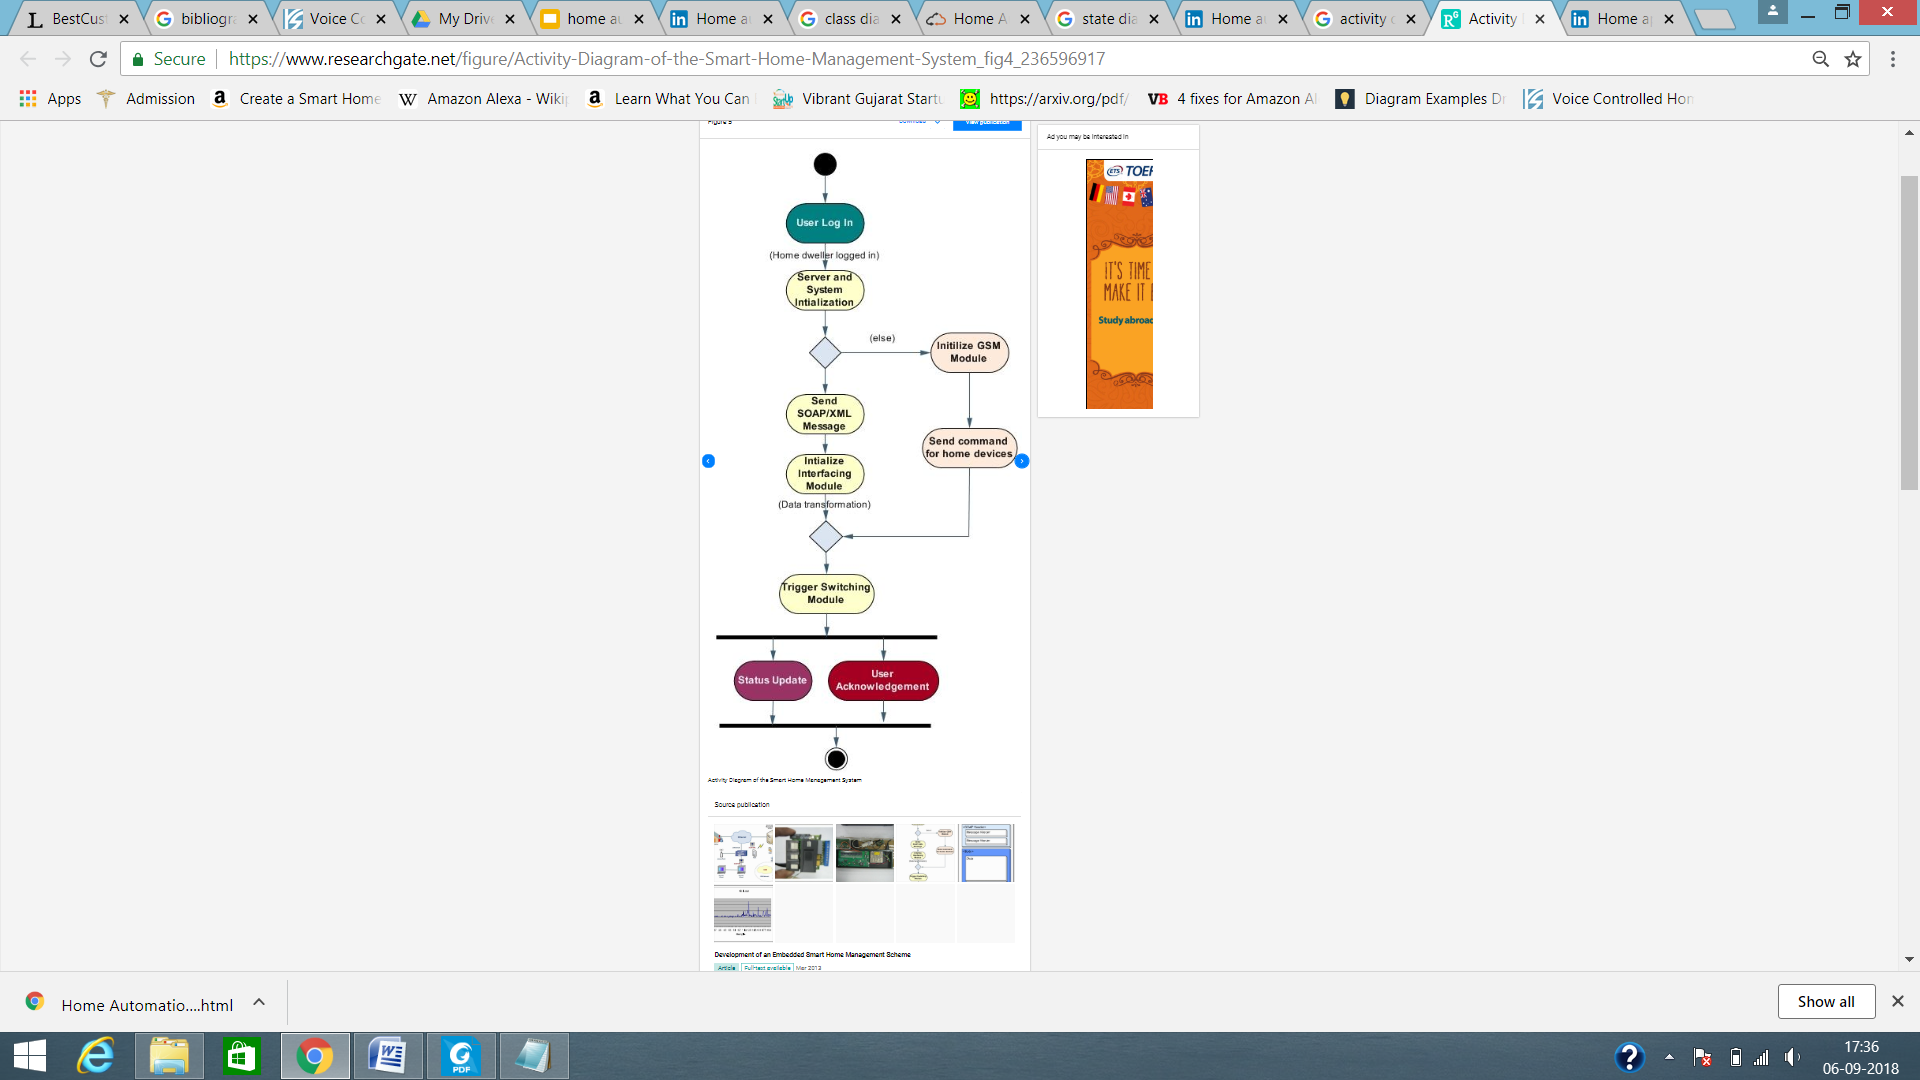 BestCus
bibliogr
Voice Co
My Drive
home au
Home au
class dia
Home A
state dia
Home au
activity
Activity
Home ap
Secure
https://www.researchgate.net/figure/Activity-Diagram-of-the-Smart-Home-Management-System_fig4_236596917
Apps
Admission
Create a Smart Home
Amazon Alexa - Wiki
Learn What You Can
Vibrant Gujarat Startu
https://arxiv.org/pdf/
4 fixes for Amazon Al
Diagram Examples Dr
Voice Controlled Hom
Ad you may be interested in
ETS TOEF
IT'S TIME
MAKE IT
Study abroad
User Log In
(Home dweller logged in)
Server and
System
Intialization
(else)
Initilize GSM
Module
Send
SOAP/XML
Message
Send command
for home devices
Intialize
Interfacing
Module
(Data transformation)
Trigger Switching
Module
Status Update
User
Acknowledgement
Activity Diagram of the Smart Home Management System
Source publication
Development of an Embedded Smart Home Management Scheme
Article Full-text available Mar 2013
Home Automatio....html
Show all
17:36
06-09-2018